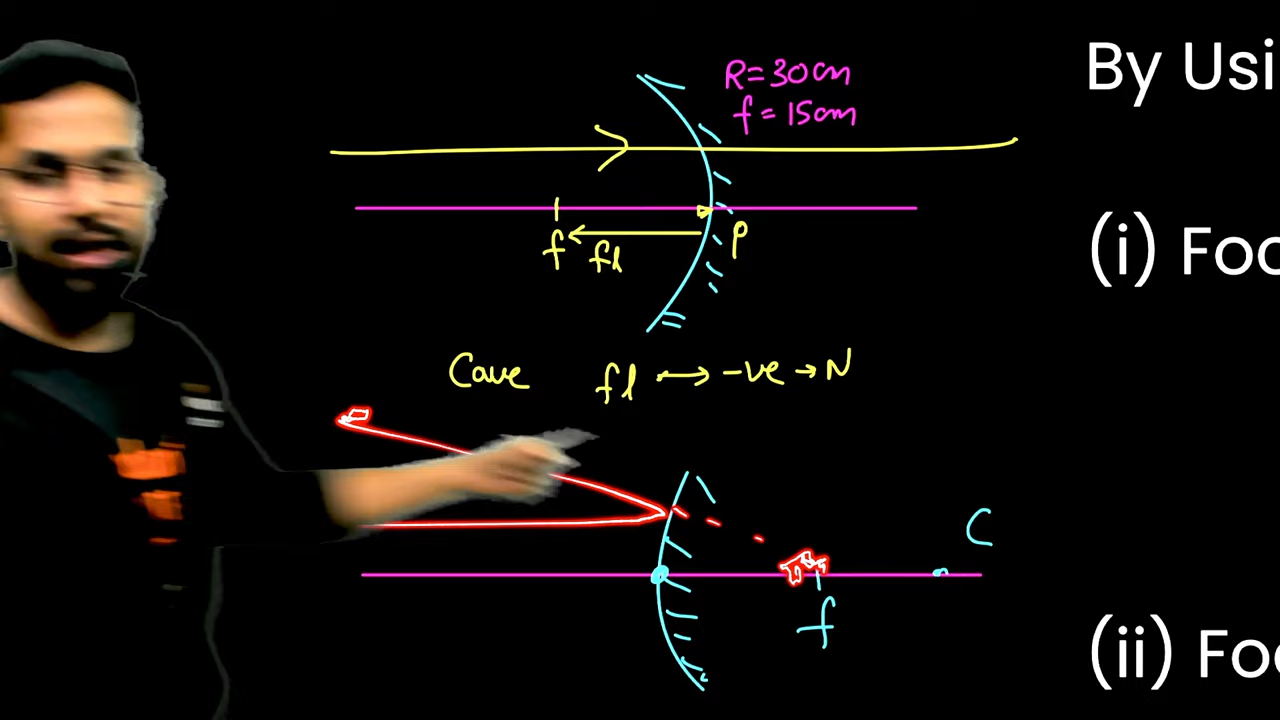 R=30cm
f=15cm
By Usi
f
fl
P
(i) Foc
Cave fl → -ve → N
C
f
(ii) Foc